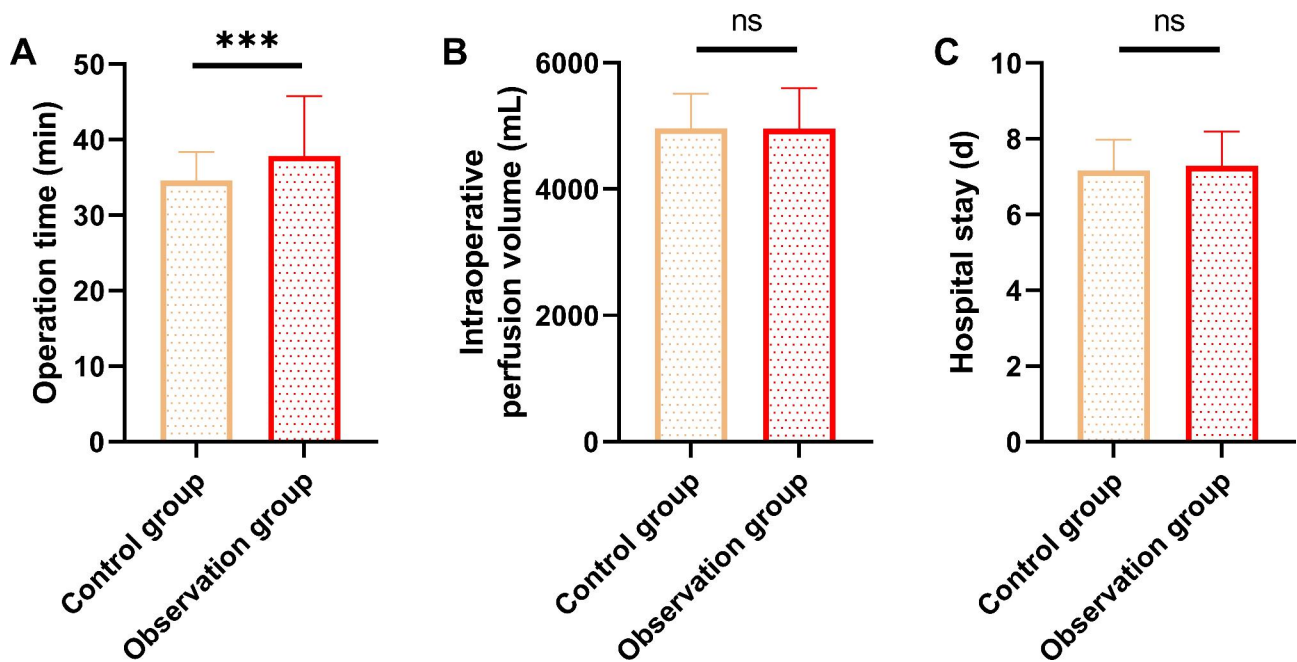 A
***
Operation time (min)
50
40
30
20
10
0
Control group
Observation group
B
ns
Intraoperative
perfusion volume (mL)
6000
4000
2000
0
Control group
Observation group
C
ns
Hospital stay (d)
10
8
6
4
2
0
Control group
Observation group